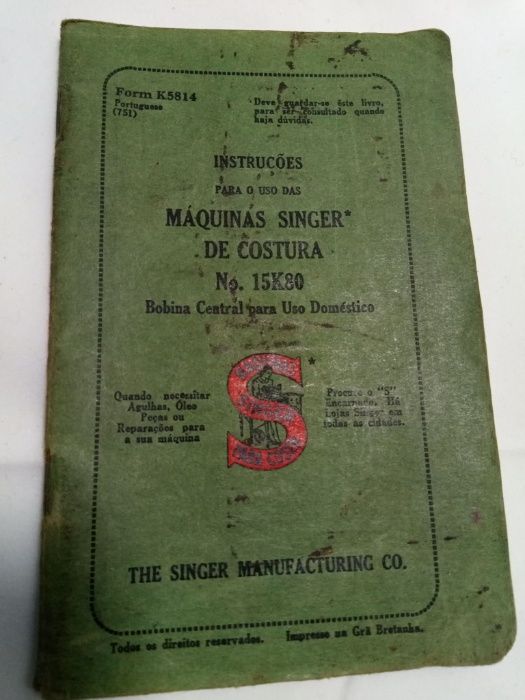 Form K5814
Portuguese
(751)
Deve guardar-se êste livro,
para ser consultado quando
haja dúvidas.
INSTRUCÕES
PARA O USO DAS
MÁQUINAS SINGER*
DE COSTURA
No. 15K80
Bobina Central para Uso Doméstico
S*
Quando necessitar
Agulhas, Óleo
Peças ou
Reparações para
a sua máquina
Procure o "S"
Encarnado. Há
Lojas Singer em
todas as cidades.
THE SINGER MANUFACTURING CO.
Todos os direitos reservados. Impresse na Grã Bretanha.